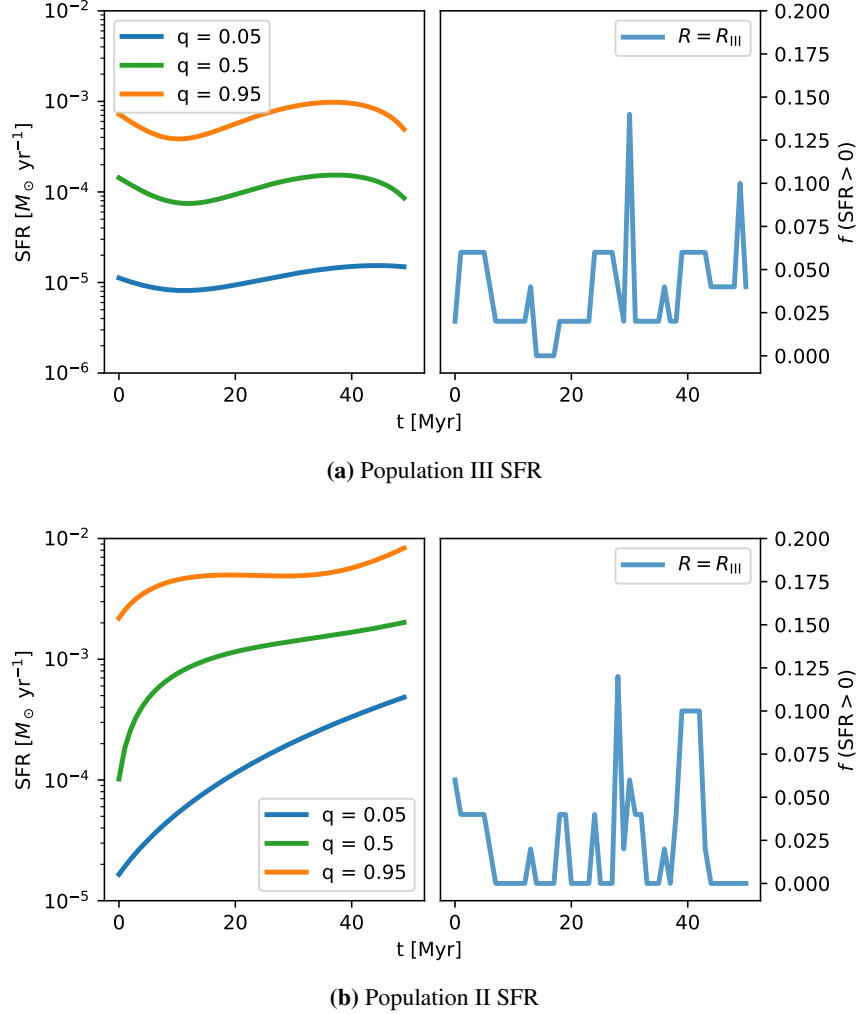 10⁻²
10⁻³
10⁻⁴
10⁻⁵
10⁻⁶
SFR [M⊙ yr⁻¹]
q = 0.05
q = 0.5
q = 0.95
0 20 40
R = R_III
0.200
0.175
0.150
0.125
0.100
0.075
0.050
0.025
0.000
f (SFR > 0)
0 20 40
t [Myr]
(a) Population III SFR
10⁻²
10⁻³
10⁻⁴
10⁻⁵
SFR [M⊙ yr⁻¹]
q = 0.05
q = 0.5
q = 0.95
0 20 40
R = R_III
0.200
0.175
0.150
0.125
0.100
0.075
0.050
0.025
0.000
f (SFR > 0)
0 20 40
t [Myr]
(b) Population II SFR